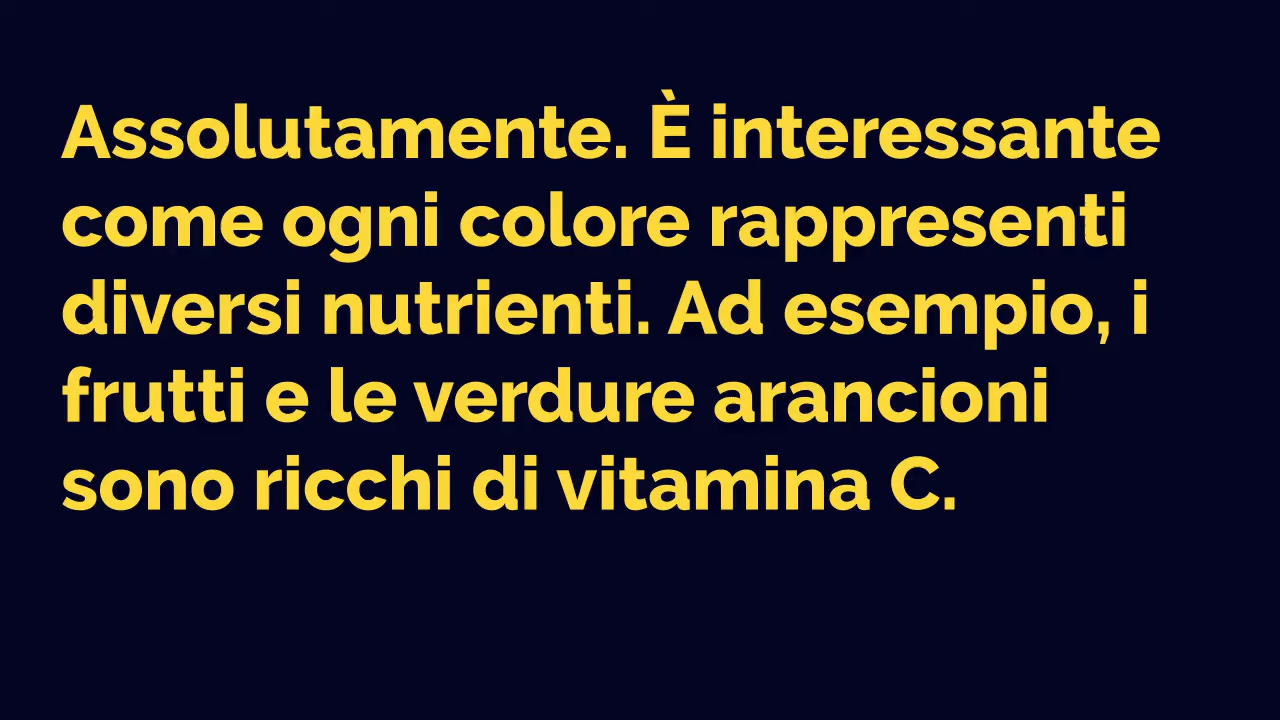 Assolutamente. È interessante
come ogni colore rappresenti
diversi nutrienti. Ad esempio, i
frutti e le verdure arancioni
sono ricchi di vitamina C.